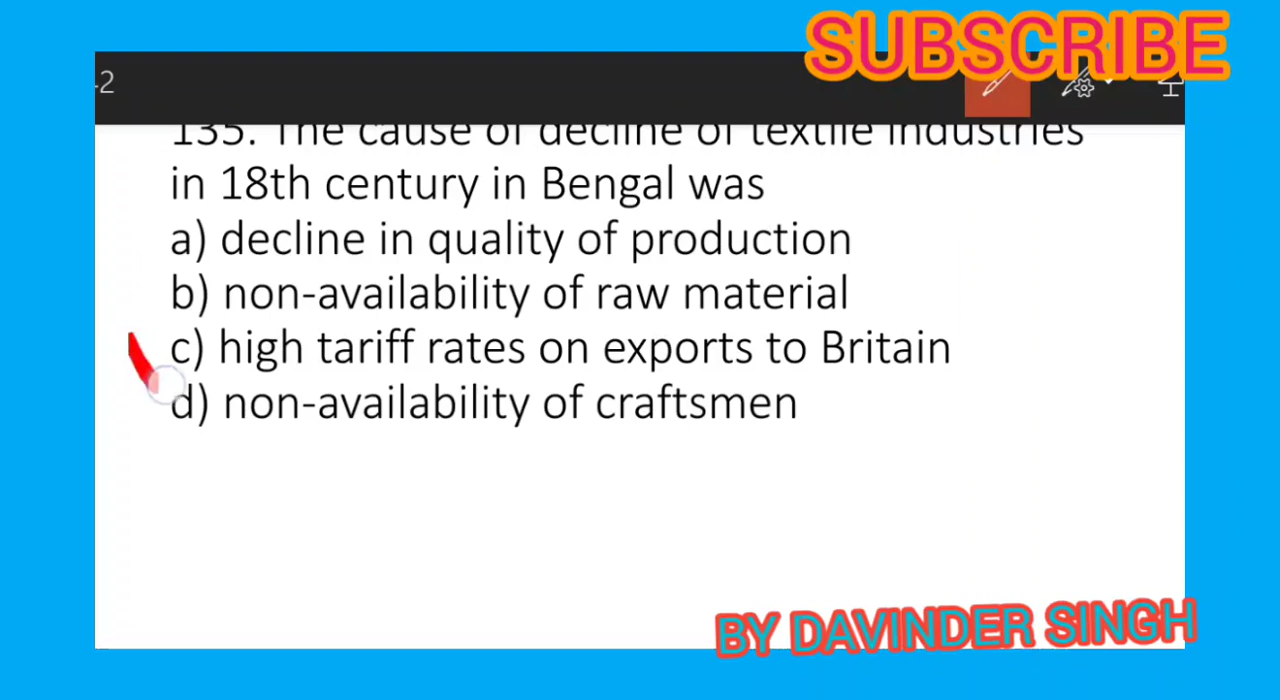 SUBSCRIBE
-2
135. The cause of decline of textile industries
in 18th century in Bengal was
a) decline in quality of production
b) non-availability of raw material
c) high tariff rates on exports to Britain
d) non-availability of craftsmen
BY DAVINDER SINGH